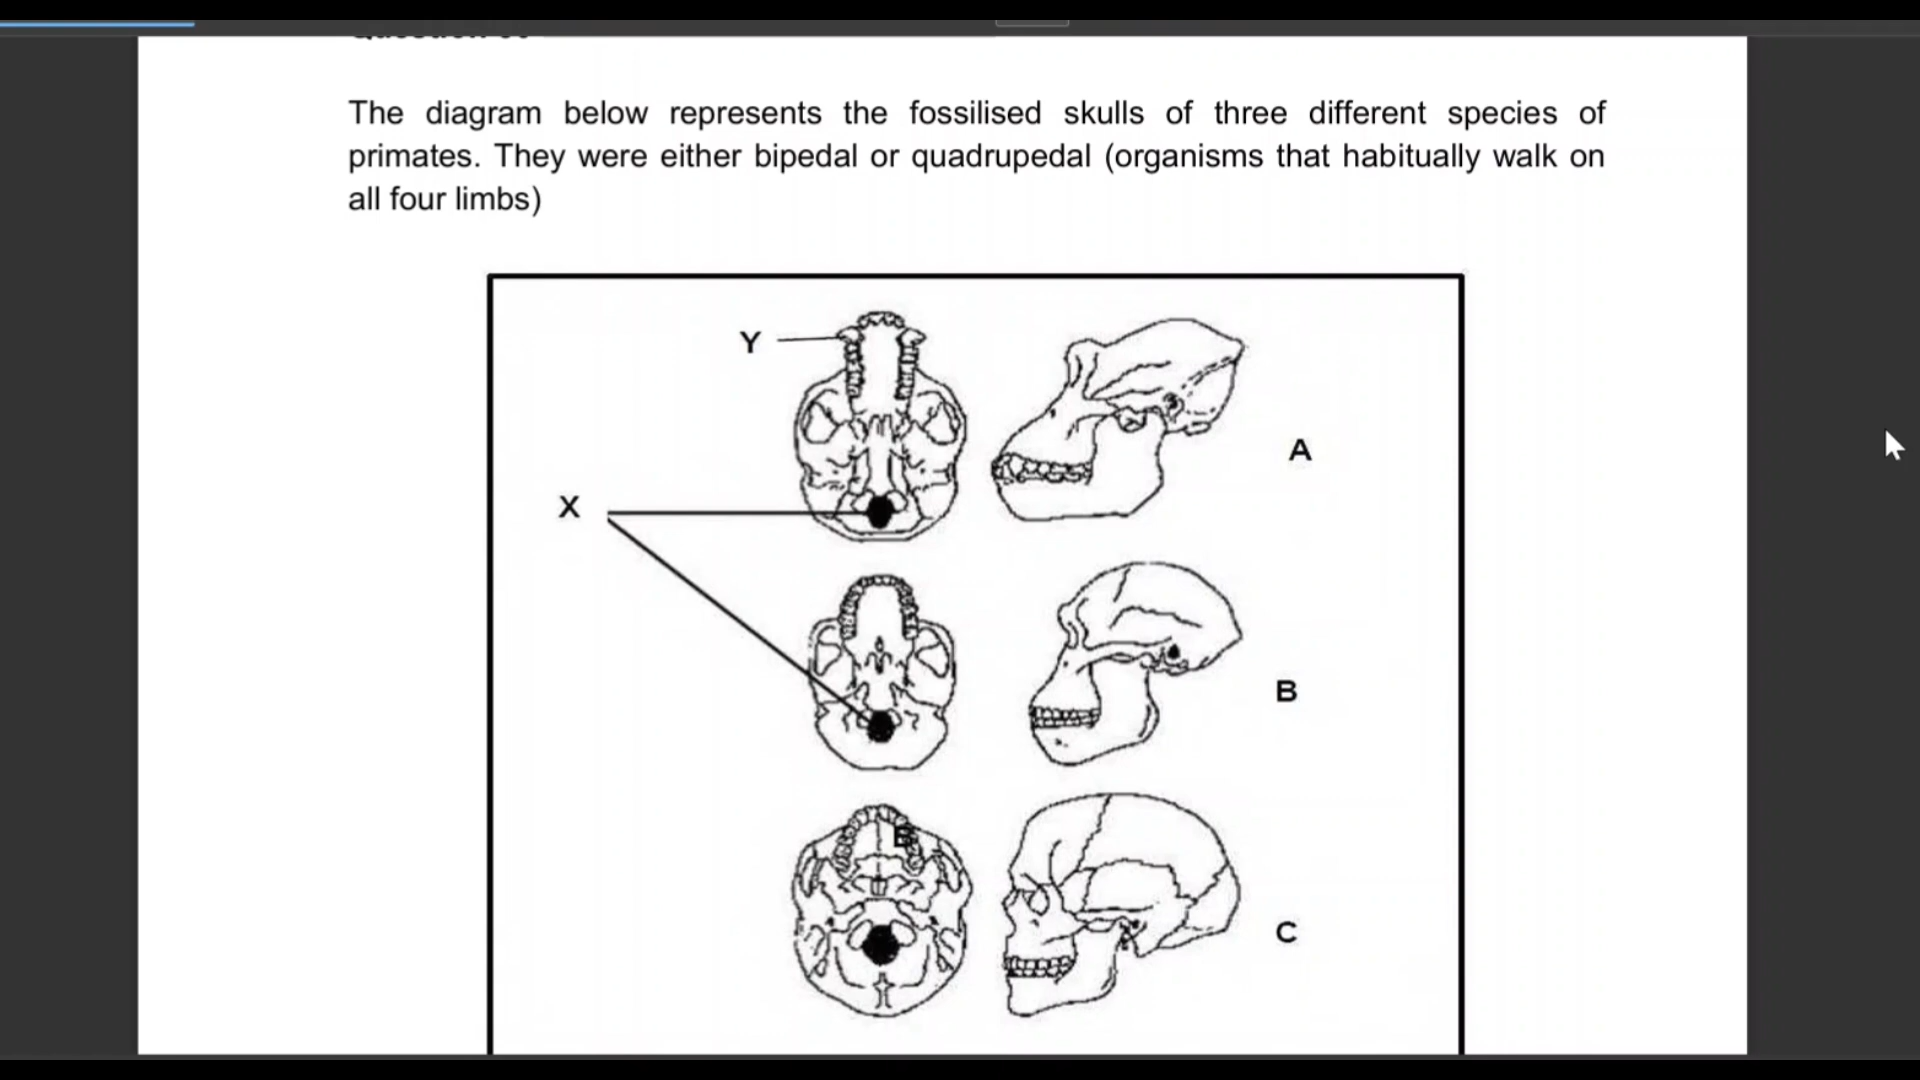 The diagram below represents the fossilised skulls of three different species of
primates. They were either bipedal or quadrupedal (organisms that habitually walk on
all four limbs)
Y
A
X
B
E
C